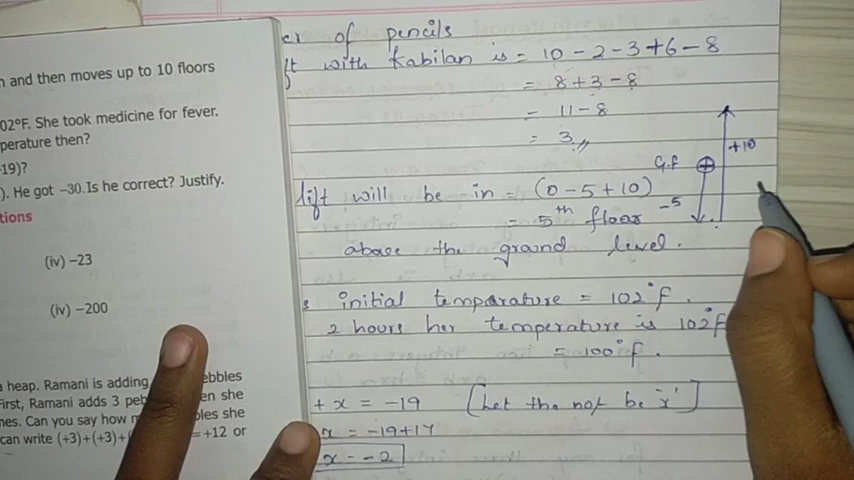 n and then moves up to 10 floors
02°F. She took medicine for fever.
perature then?
-19)?
). He got -30. Is he correct? Justify.
tions
(iv) -23
(iv) -200
a heap. Ramani is adding
ebbles
First, Ramani adds 3 peb
en she
nes. Can you say how
oles she
can write (+3)+(+3)+(
= +12 or
er of pencils
ft with Kabilan is = 10 - 2 - 3 + 6 - 8
= 8 + 3 - 8
= 11 - 8
= 3
G.F
+10
-5
lift will be in = (0 - 5 + 10)
= 5th floor
above the ground level.
s initial temparature = 102°F.
2 hours her temperature is 102°F
= 100°F.
+ x = -19 [Let the no. be 'x']
x = -19+17
x = -2